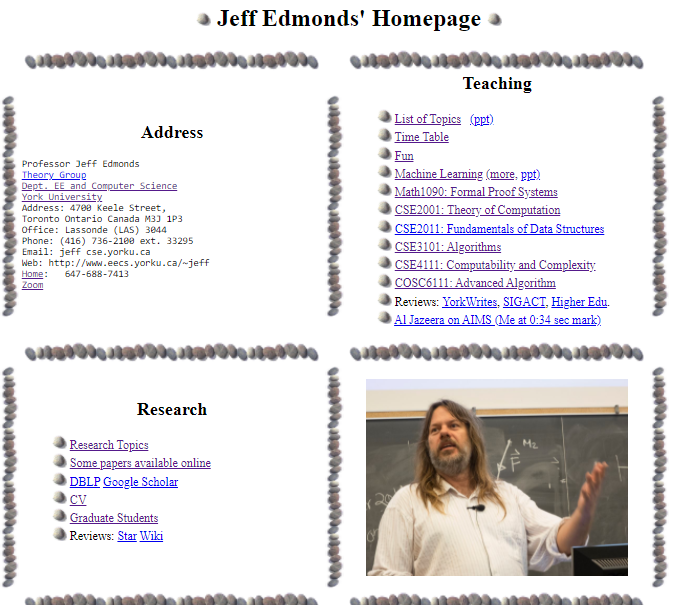 Jeff Edmonds' Homepage
Address
Professor Jeff Edmonds
Theory Group
Dept. EE and Computer Science
York University
Address: 4700 Keele Street,
Toronto Ontario Canada M3J 1P3
Office: Lassonde (LAS) 3044
Phone: (416) 736-2100 ext. 33295
Email: jeff cse.yorku.ca
Web: http://www.eecs.yorku.ca/~jeff
Home: 647-688-7413
Zoom
Teaching
List of Topics (ppt)
Time Table
Fun
Machine Learning (more, ppt)
Math1090: Formal Proof Systems
CSE2001: Theory of Computation
CSE2011: Fundamentals of Data Structures
CSE3101: Algorithms
CSE4111: Computability and Complexity
COSC6111: Advanced Algorithm
Reviews: YorkWrites, SIGACT, Higher Edu.
Al Jazeera on AIMS (Me at 0:34 sec mark)
Research
Research Topics
Some papers available online
DBLP Google Scholar
CV
Graduate Students
Reviews: Star Wiki
M2
F